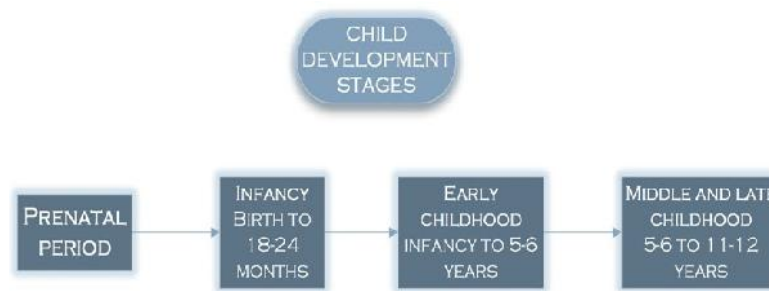 CHILD
DEVELOPMENT
STAGES
PRENATAL
PERIOD
INFANCY
BIRTH TO
18-24
MONTHS
EARLY
CHILDHOOD
INFANCY TO 5-6
YEARS
MIDDLE AND LATE
CHILDHOOD
5-6 TO 11-12
YEARS